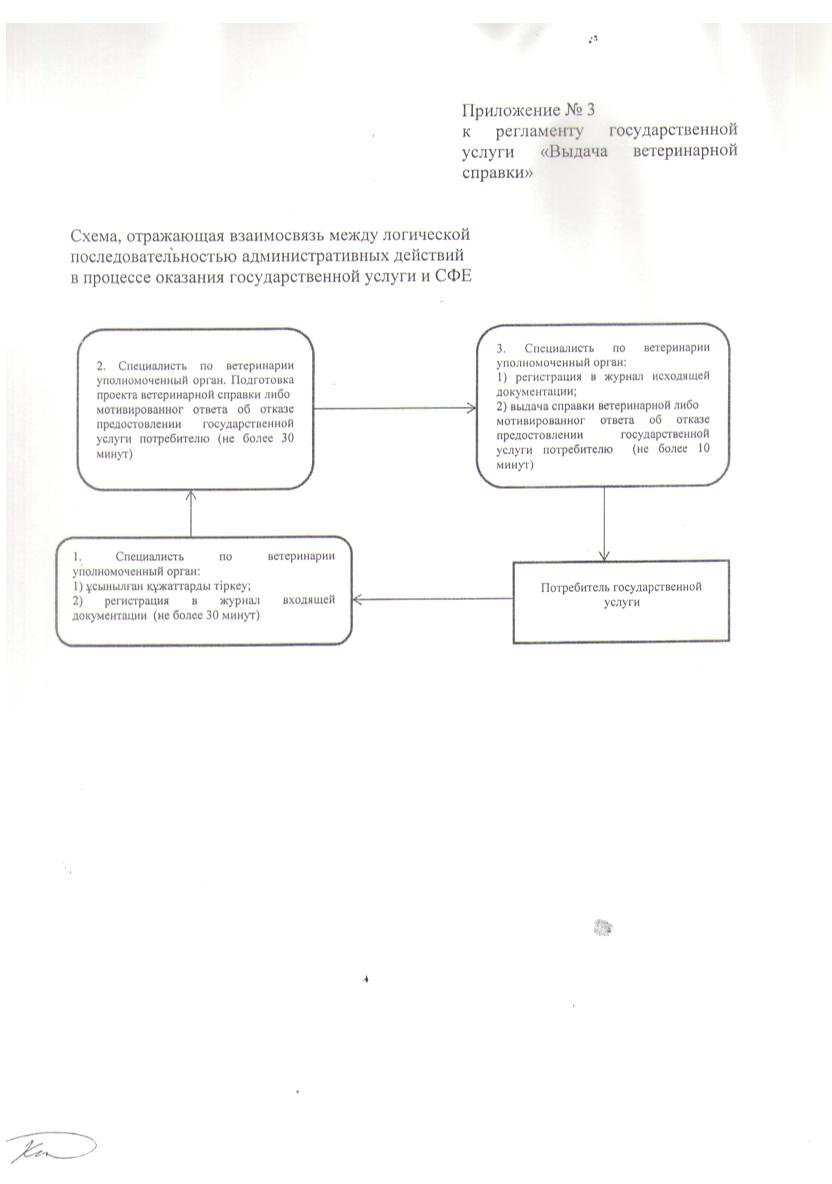 Приложение № 3
к регламенту государственной
услуги «Выдача ветеринарной
справки»
Схема, отражающая взаимосвязь между логической
последовательностью административных действий
в процессе оказания государственной услуги и СФЕ
2. Специалисть по ветеринарии
уполномоченный орган. Подготовка
проекта ветеринарной справки либо
мотивированног ответа об отказе
предостовлении государственной
услуги потребителю (не более 30
минут)
3. Специалисть по ветеринарии
уполномоченный орган:
1) регистрация в журнал исходящей
документации;
2) выдача справки ветеринарной либо
мотивированног ответа об отказе
предостовлении государственной
услуги потребителю (не более 10
минут)
1. Специалисть по ветеринарии
уполномоченный орган:
1) ұсынылған құжаттарды тіркеу;
2) регистрация в журнал входящей
документации (не более 30 минут)
Потребитель государственной
услуги